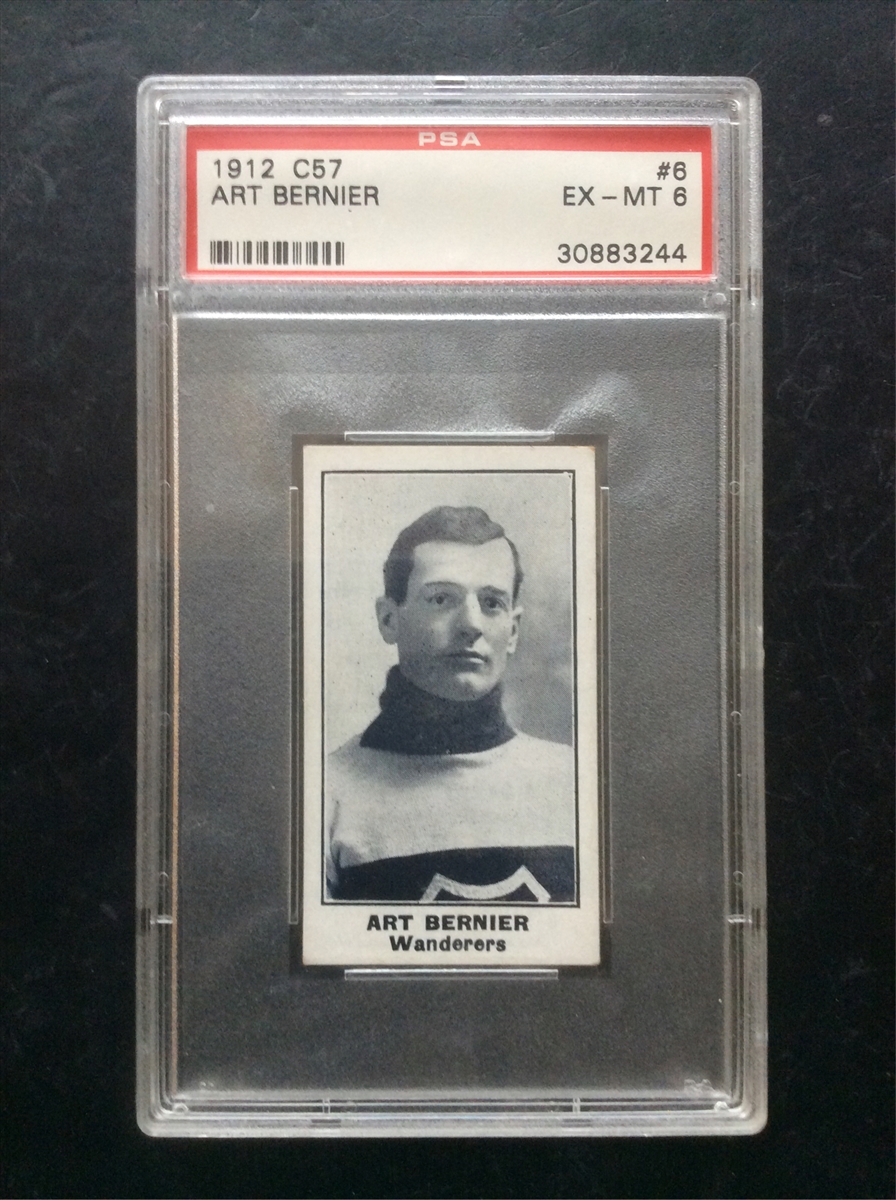 PSA
1912 C57 #6
ART BERNIER EX-MT 6
30883244
ART BERNIER
Wanderers